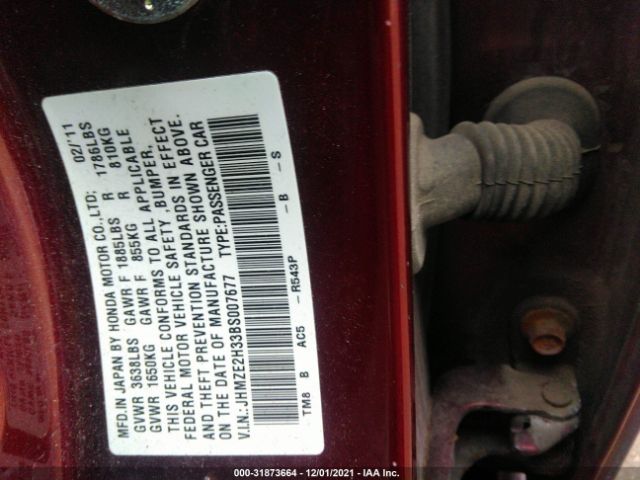 MFD.IN JAPAN BY HONDA MOTOR CO.,LTD; 02/'11
GVWR 3638LBS GAWR F 1885LBS R 1786LBS
GVWR 1650KG GAWR F 855KG R 810KG
THIS VEHICLE CONFORMS TO ALL APPLICABLE
FEDERAL MOTOR VEHICLE SAFETY ,BUMPER,
AND THEFT PREVENTION STANDARDS IN EFFECT
ON THE DATE OF MANUFACTURE SHOWN ABOVE.
V.I.N.:JHMZE2H33BS007677 TYPE:PASSENGER CAR
TM8 B AC5 -R543P -B -S
000-31873664 - 12/01/2021 - IAA Inc.